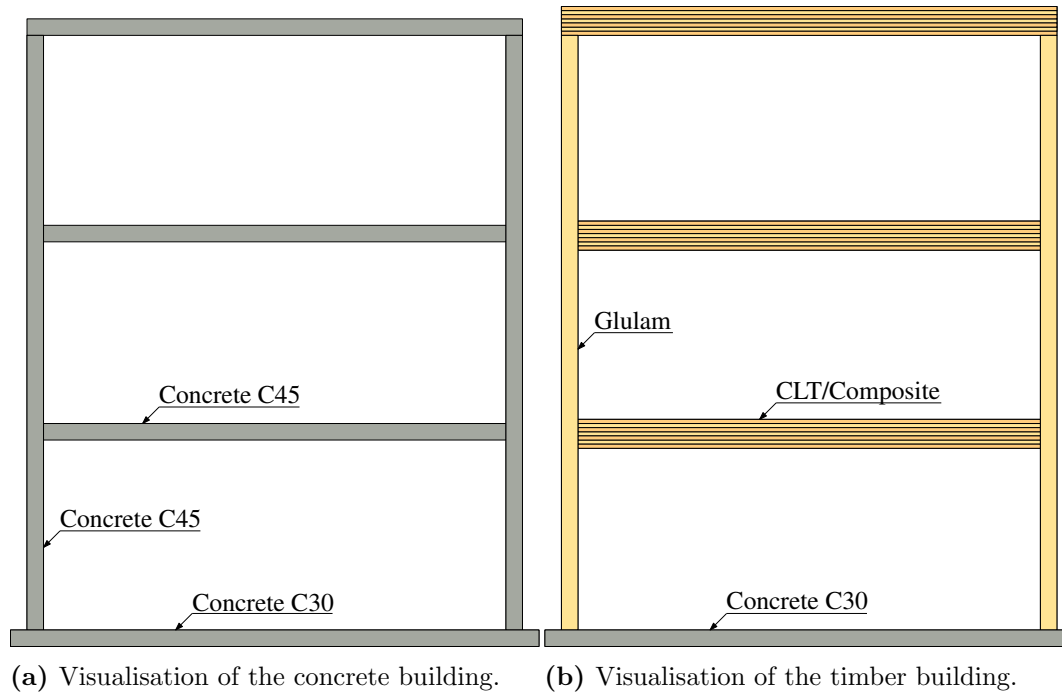 Concrete C45
Concrete C45
Concrete C30
(a) Visualisation of the concrete building.
Glulam
CLT/Composite
Concrete C30
(b) Visualisation of the timber building.